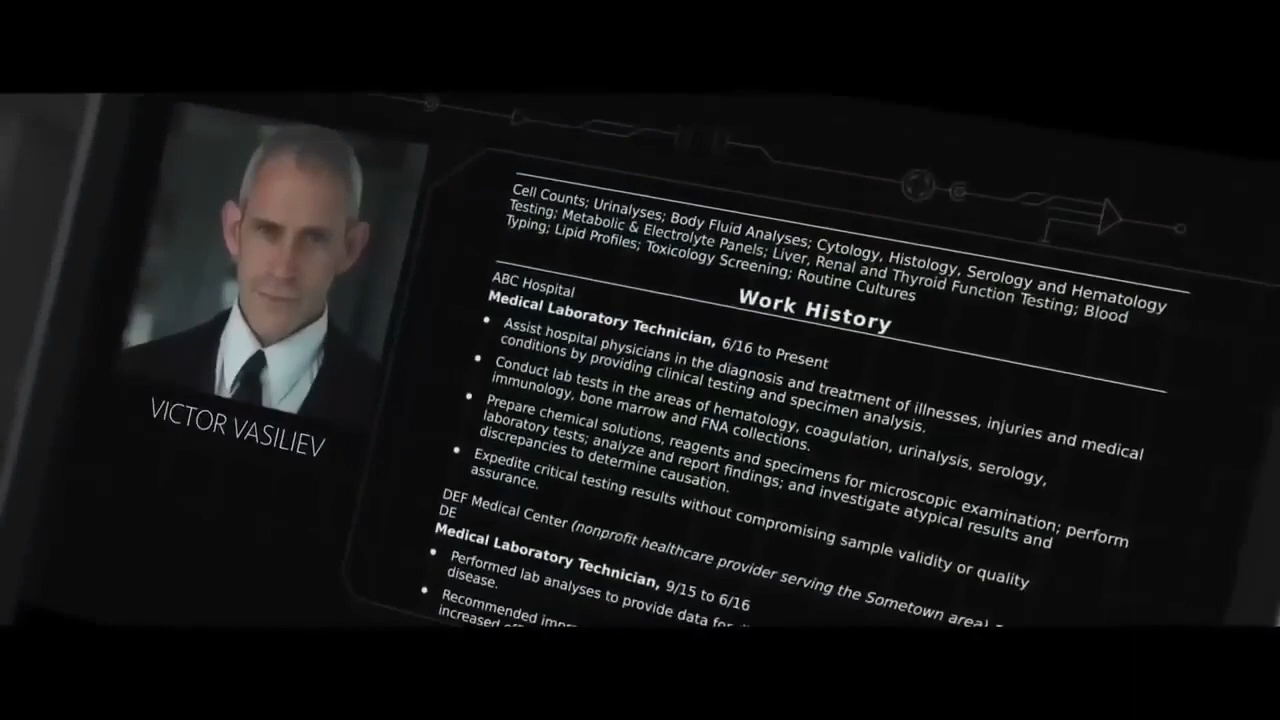 VICTOR VASILIEV
Cell Counts; Urinalyses; Body Fluid Analyses; Cytology, Histology, Serology and Hematology
Testing; Metabolic & Electrolyte Panels; Liver, Renal and Thyroid Function Testing; Blood
Typing; Lipid Profiles; Toxicology Screening; Routine Cultures
Work History
ABC Hospital
Medical Laboratory Technician, 6/16 to Present
• Assist hospital physicians in the diagnosis and treatment of illnesses, injuries and medical
conditions by providing clinical testing and specimen analysis.
• Conduct lab tests in the areas of hematology, coagulation, urinalysis, serology,
immunology, bone marrow and FNA collections.
• Prepare chemical solutions, reagents and specimens for microscopic examination; perform
laboratory tests; analyze and report findings; and investigate atypical results and
discrepancies to determine causation.
• Expedite critical testing results without compromising sample validity or quality
assurance.
DEF Medical Center (nonprofit healthcare provider serving the Sometown area)
DE
Medical Laboratory Technician, 9/15 to 6/16
• Performed lab analyses to provide data for
disease.
• Recommended
increased